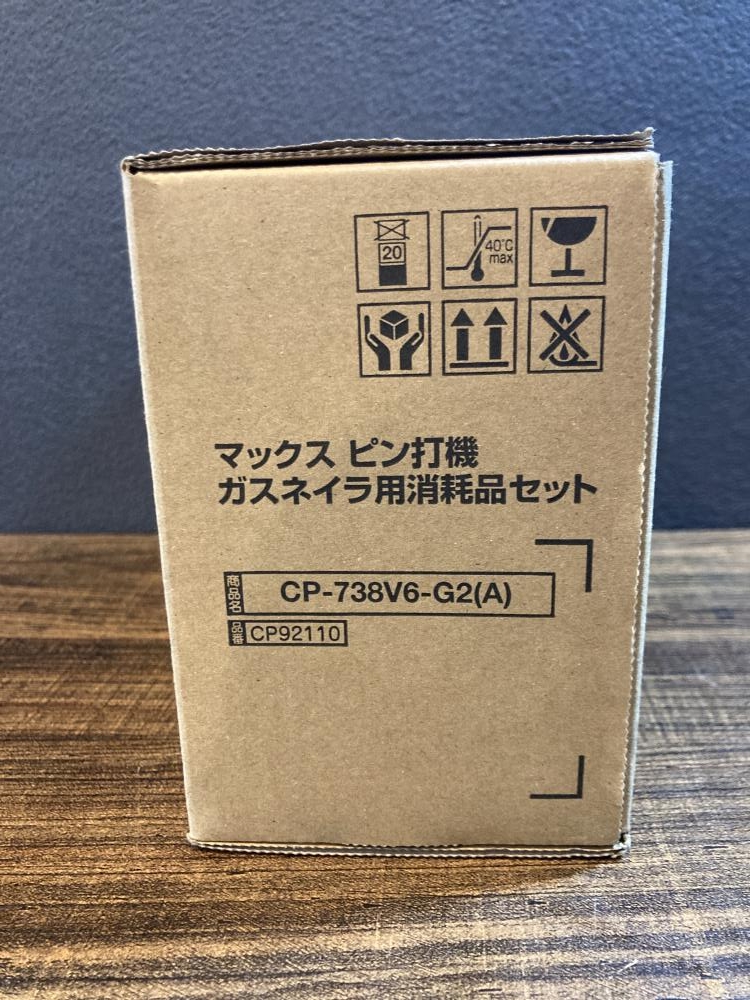 20
40℃
max
マックス ピン打機
ガスネイラ用消耗品セット
商品名 CP-738V6-G2(A)
品番 CP92110